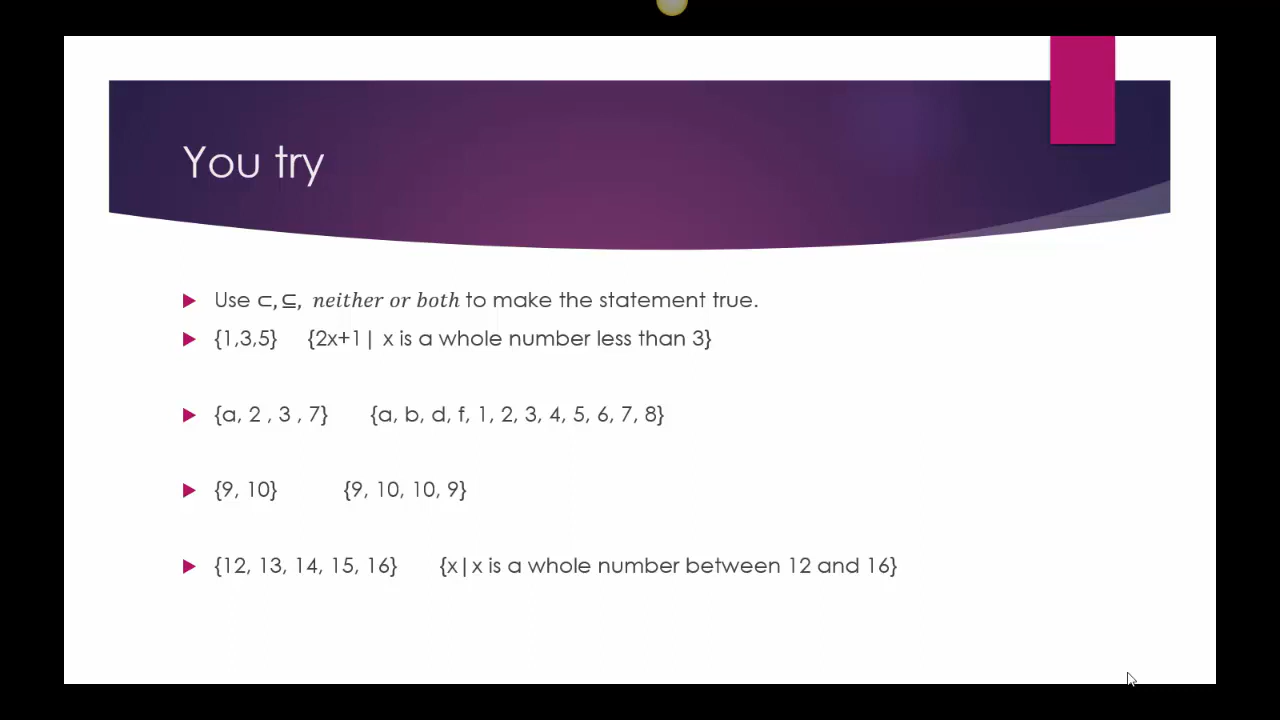 You try
Use ⊂, ⊆, neither or both to make the statement true.
{1,3,5} {2x+1| x is a whole number less than 3}
{a, 2 , 3 , 7} {a, b, d, f, 1, 2, 3, 4, 5, 6, 7, 8}
{9, 10} {9, 10, 10, 9}
{12, 13, 14, 15, 16} {x|x is a whole number between 12 and 16}